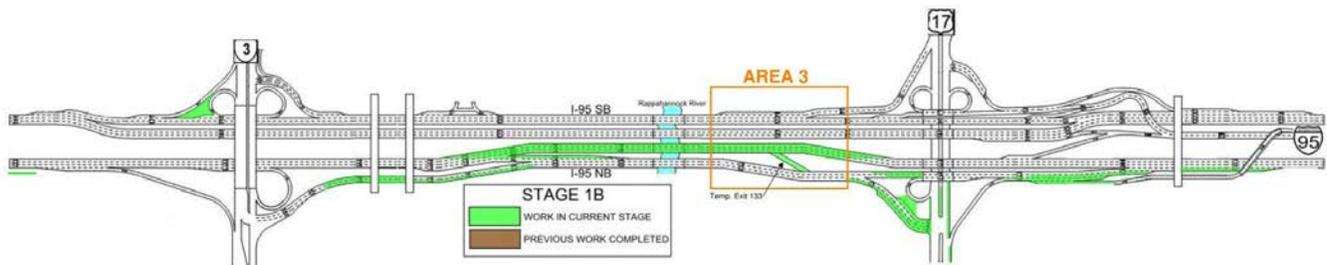 17
3
AREA 3
I-95 SB
Rappahannock River
95
I-95 NB
Temp. Exit 133
STAGE 1B
WORK IN CURRENT STAGE
PREVIOUS WORK COMPLETED